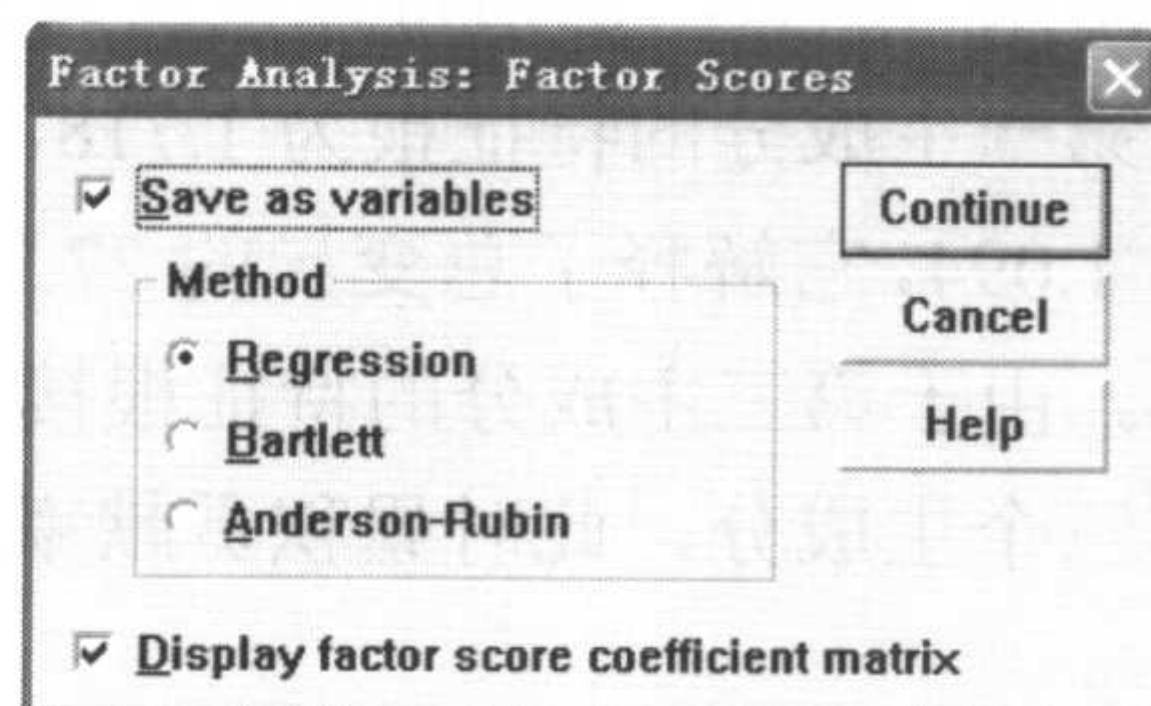 Factor Analysis: Factor Scores
Save as variables
Continue
Method
Cancel
Regression
Help
Bartlett
Anderson-Rubin
Display factor score coefficient matrix